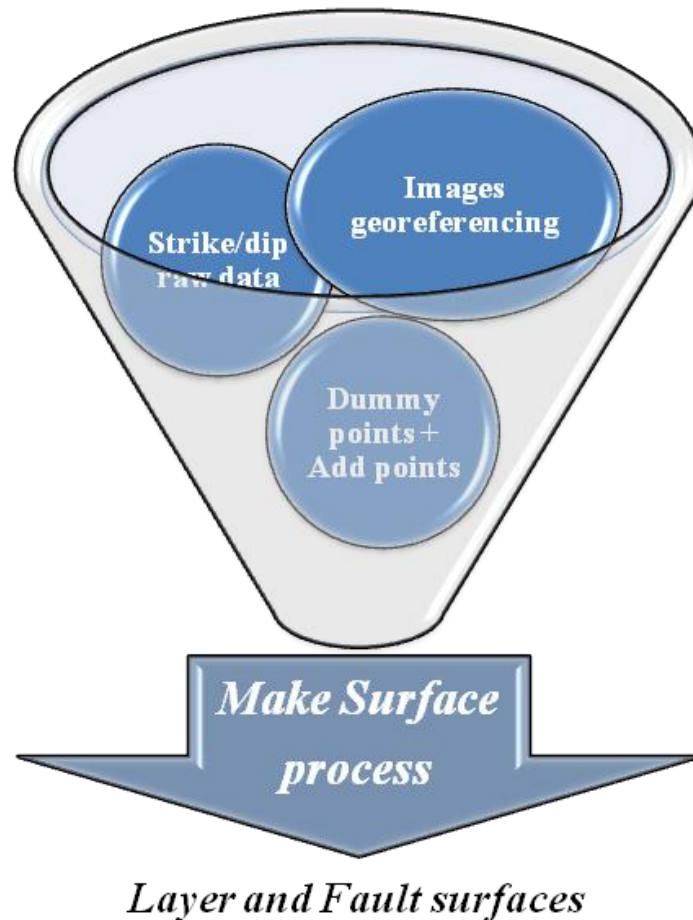 Images
georeferencing
Strike/dip
raw data
Dummy
points +
Add points
Make Surface
process
Layer and Fault surfaces